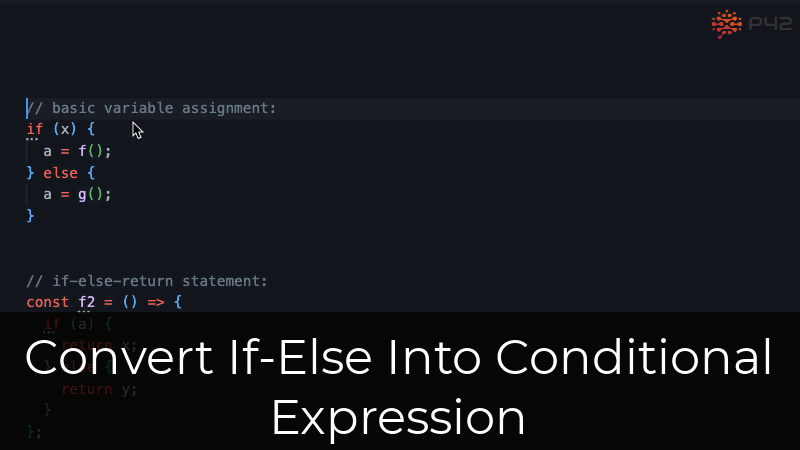 P42
// basic variable assignment:
if (x) {
a = f();
} else {
a = g();
}
// if-else-return statement:
const f2 = () => {
if (a) {
return x;
Convert If-Else Into Conditional
return y;
Expression
}
};